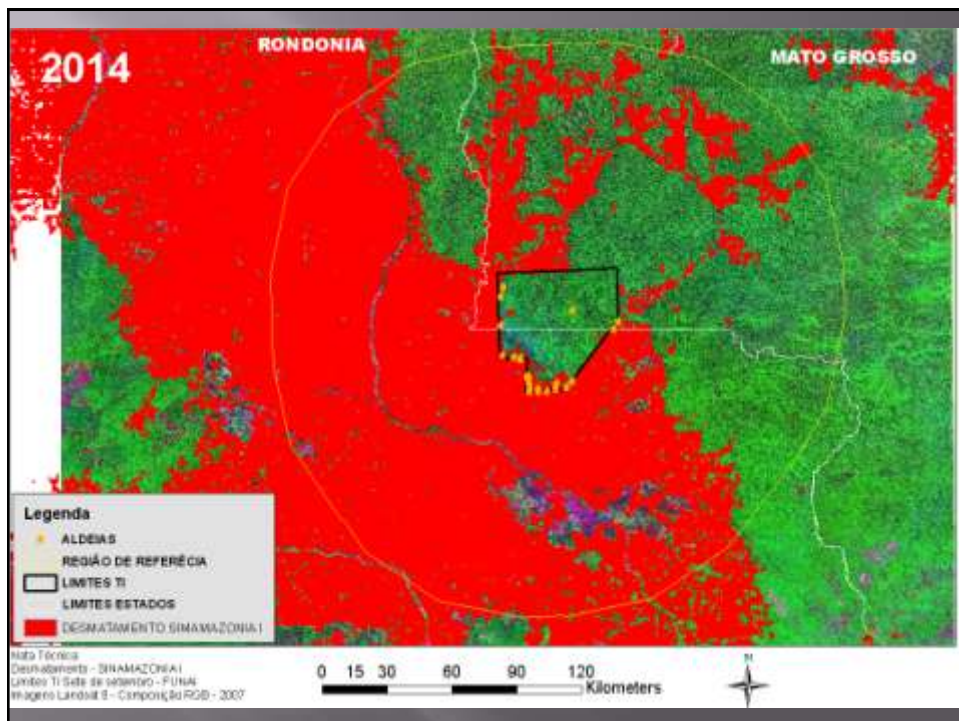 2014
RONDONIA
MATO GROSSO
Legenda
ALDEIAS
REGIÃO DE REFERÊCIA
LIMITES TI
LIMITES ESTADOS
DESMATAMENTO SIMAMAZONIA I
Nota Técnica
Desmatamento - SIMAMAZONIA I
Limites TI Sete de setembro - FUNAI
Imagens Landsat 5 - Composição RGB - 2007
0 15 30 60 90 120
Kilometers
N